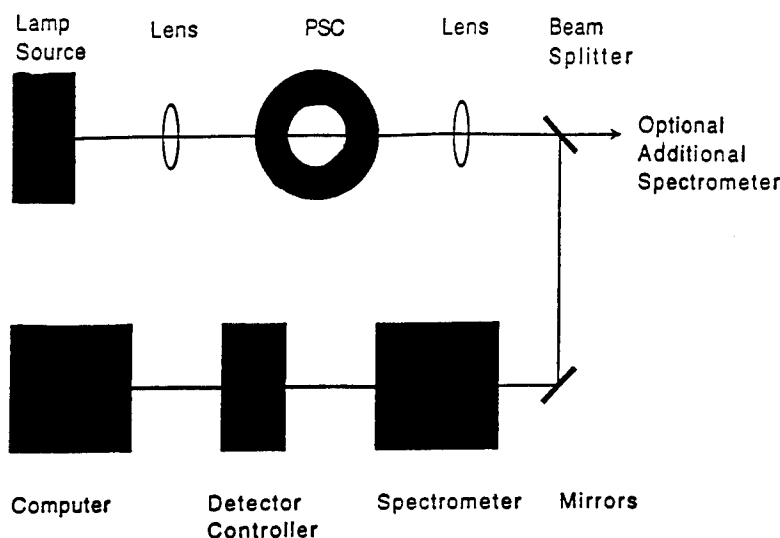 Lamp
Source
Lens
PSC
Lens
Beam
Splitter
Optional
Additional
Spectrometer
Computer
Detector
Controller
Spectrometer
Mirrors